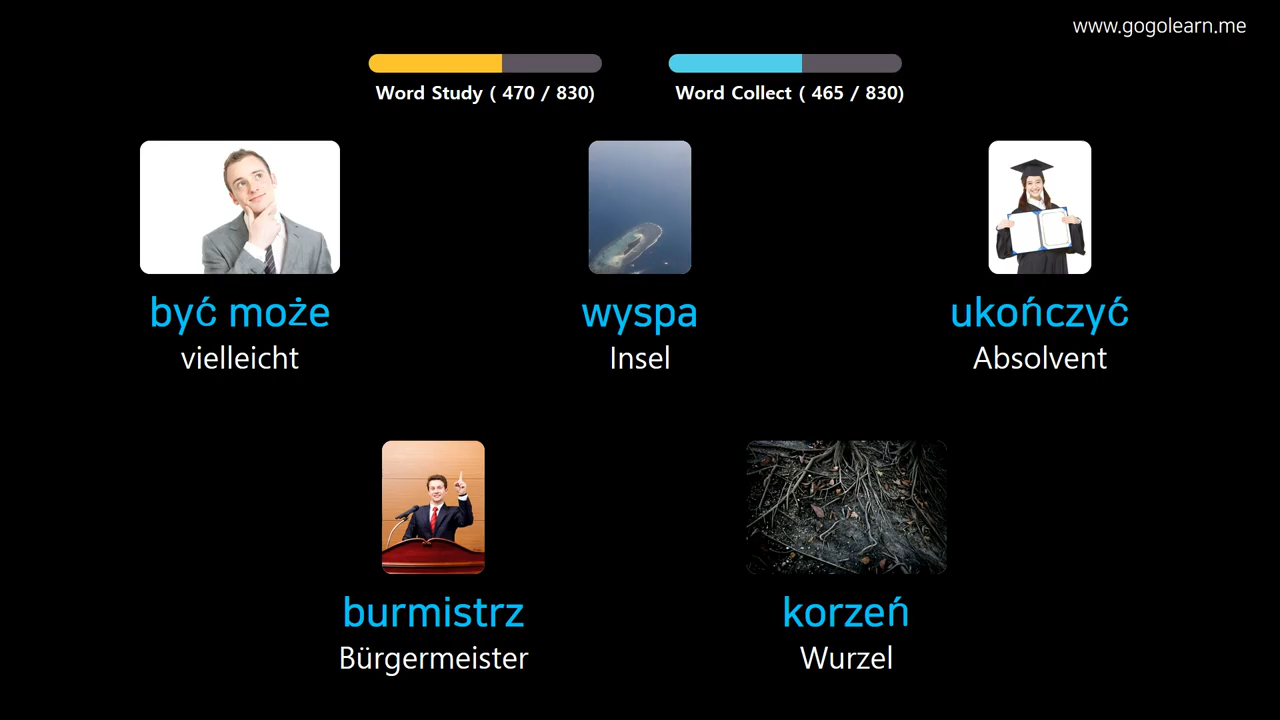 www.gogolearn.me
Word Study ( 470 / 830)
Word Collect ( 465 / 830)
być może
vielleicht
wyspa
Insel
ukończyć
Absolvent
burmistrz
Bürgermeister
korzeń
Wurzel